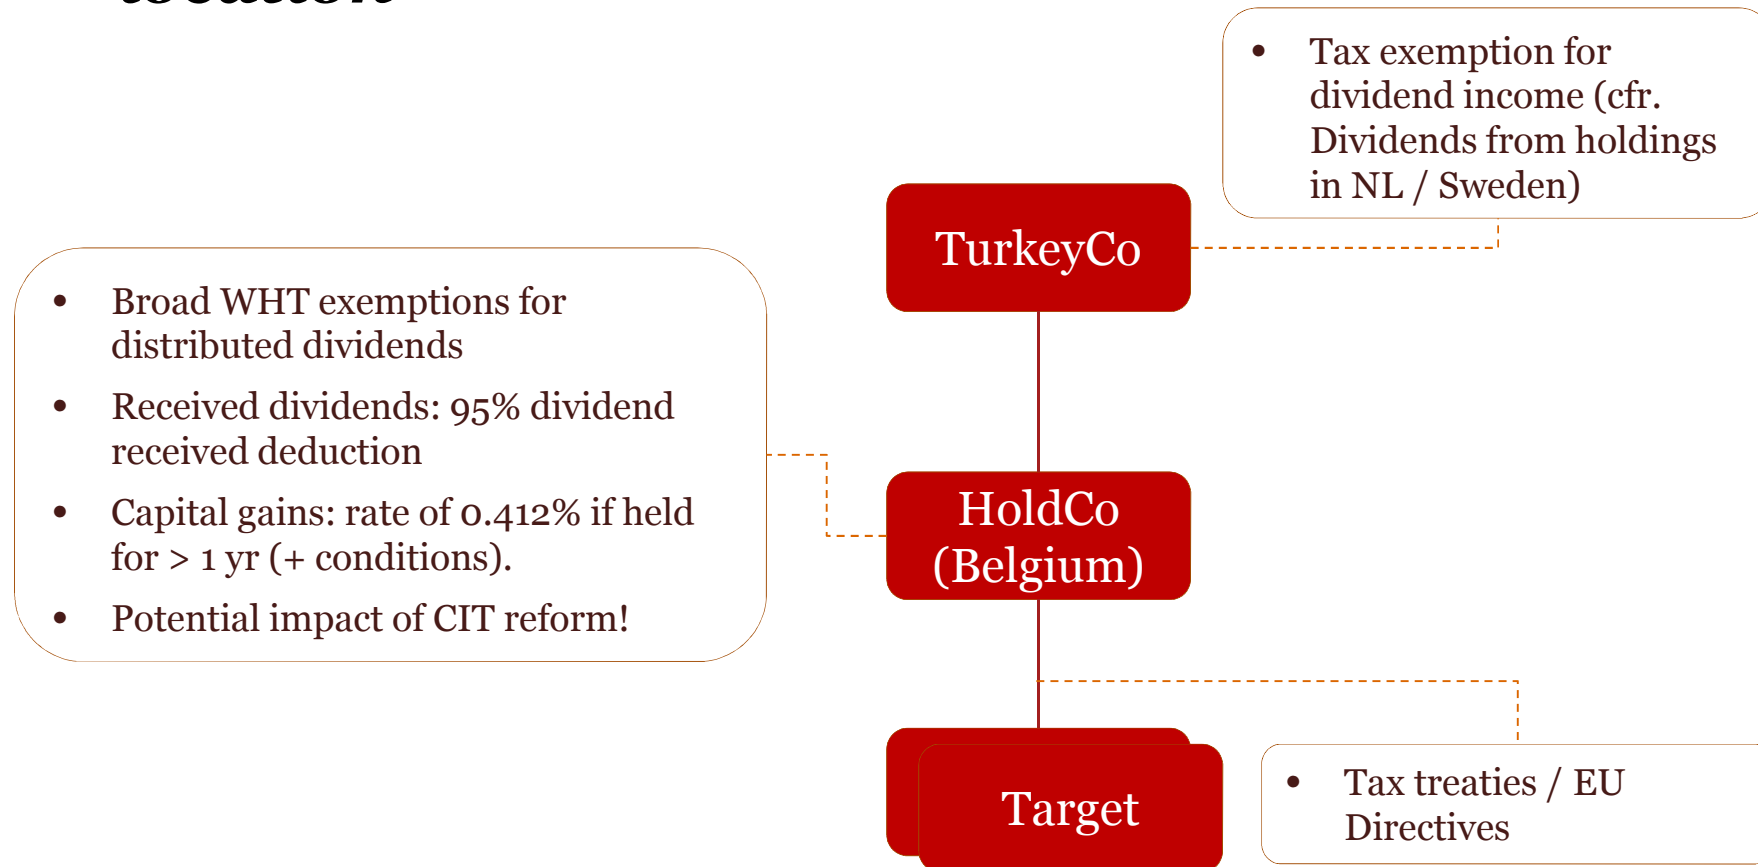 location
• Tax exemption for
dividend income (cfr.
Dividends from holdings
in NL / Sweden)
TurkeyCo
• Broad WHT exemptions for
distributed dividends
• Received dividends: 95% dividend
received deduction
• Capital gains: rate of 0.412% if held
for > 1 yr (+ conditions).
• Potential impact of CIT reform!
HoldCo
(Belgium)
Target
• Tax treaties / EU
Directives